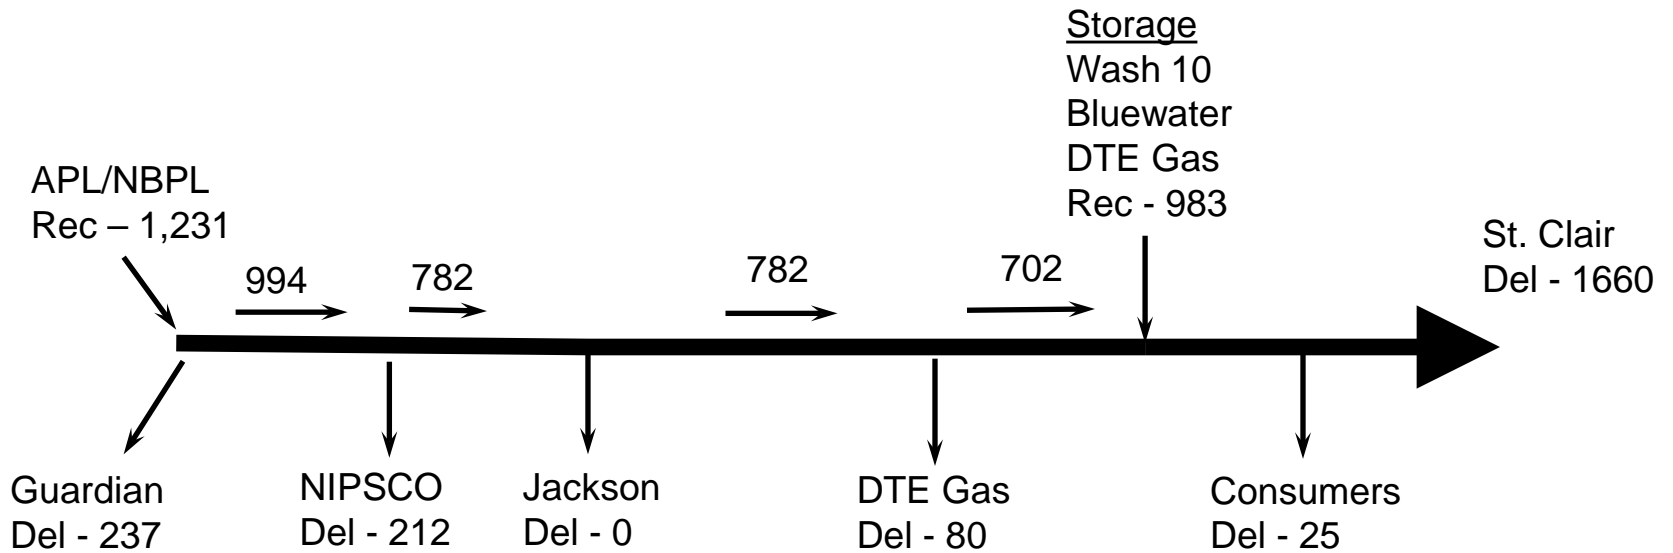 Storage
Wash 10
Bluewater
DTE Gas
Rec - 983
APL/NBPL
Rec – 1,231
St. Clair
Del - 1660
994
782
782
702
Guardian
Del - 237
NIPSCO
Del - 212
Jackson
Del - 0
DTE Gas
Del - 80
Consumers
Del - 25